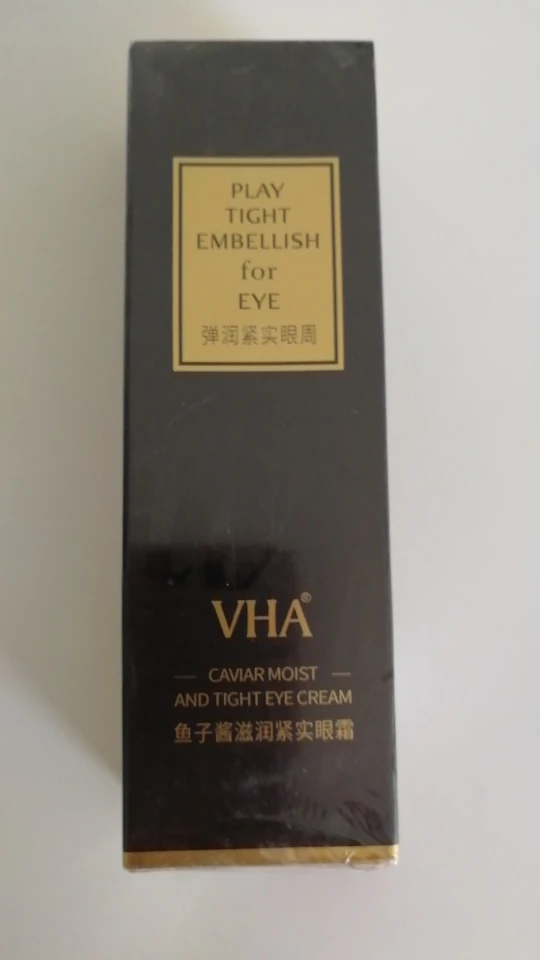 PLAY
TIGHT
EMBELLISH
for
EYE
弹润紧实眼周
VHA®
CAVIAR MOIST
AND TIGHT EYE CREAM
鱼子酱滋润紧实眼霜